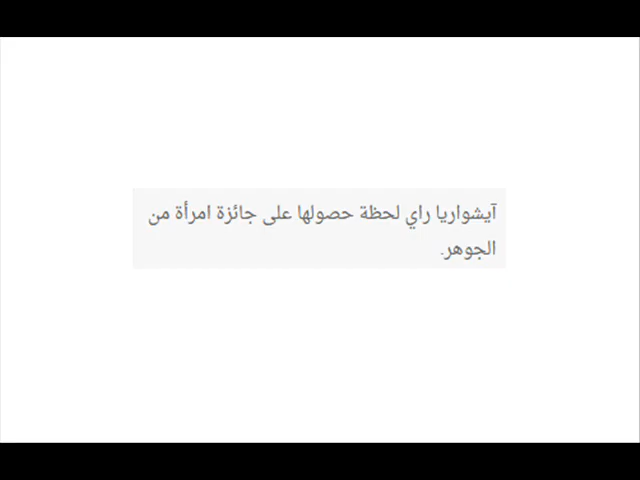 آيشواريا راي لحظة حصولها على جائزة امرأة من
الجوهر.